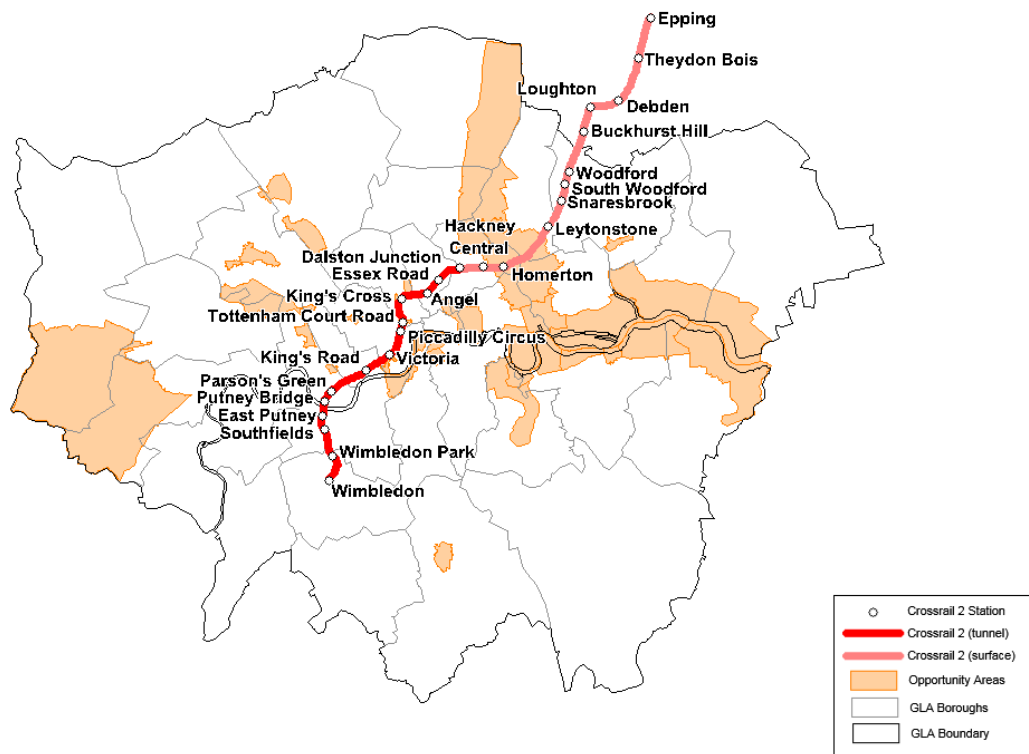 Epping
Theydon Bois
Loughton
Debden
Buckhurst Hill
Woodford
South Woodford
Snaresbrook
Leytonstone
Hackney
Central
Dalston Junction
Homerton
Essex Road
King's Cross
Angel
Tottenham Court Road
Piccadilly Circus
King's Road
Victoria
Parson's Green
Putney Bridge
East Putney
Southfields
Wimbledon Park
Wimbledon
Crossrail 2 Station
Crossrail 2 (tunnel)
Crossrail 2 (surface)
Opportunity Areas
GLA Boroughs
GLA Boundary